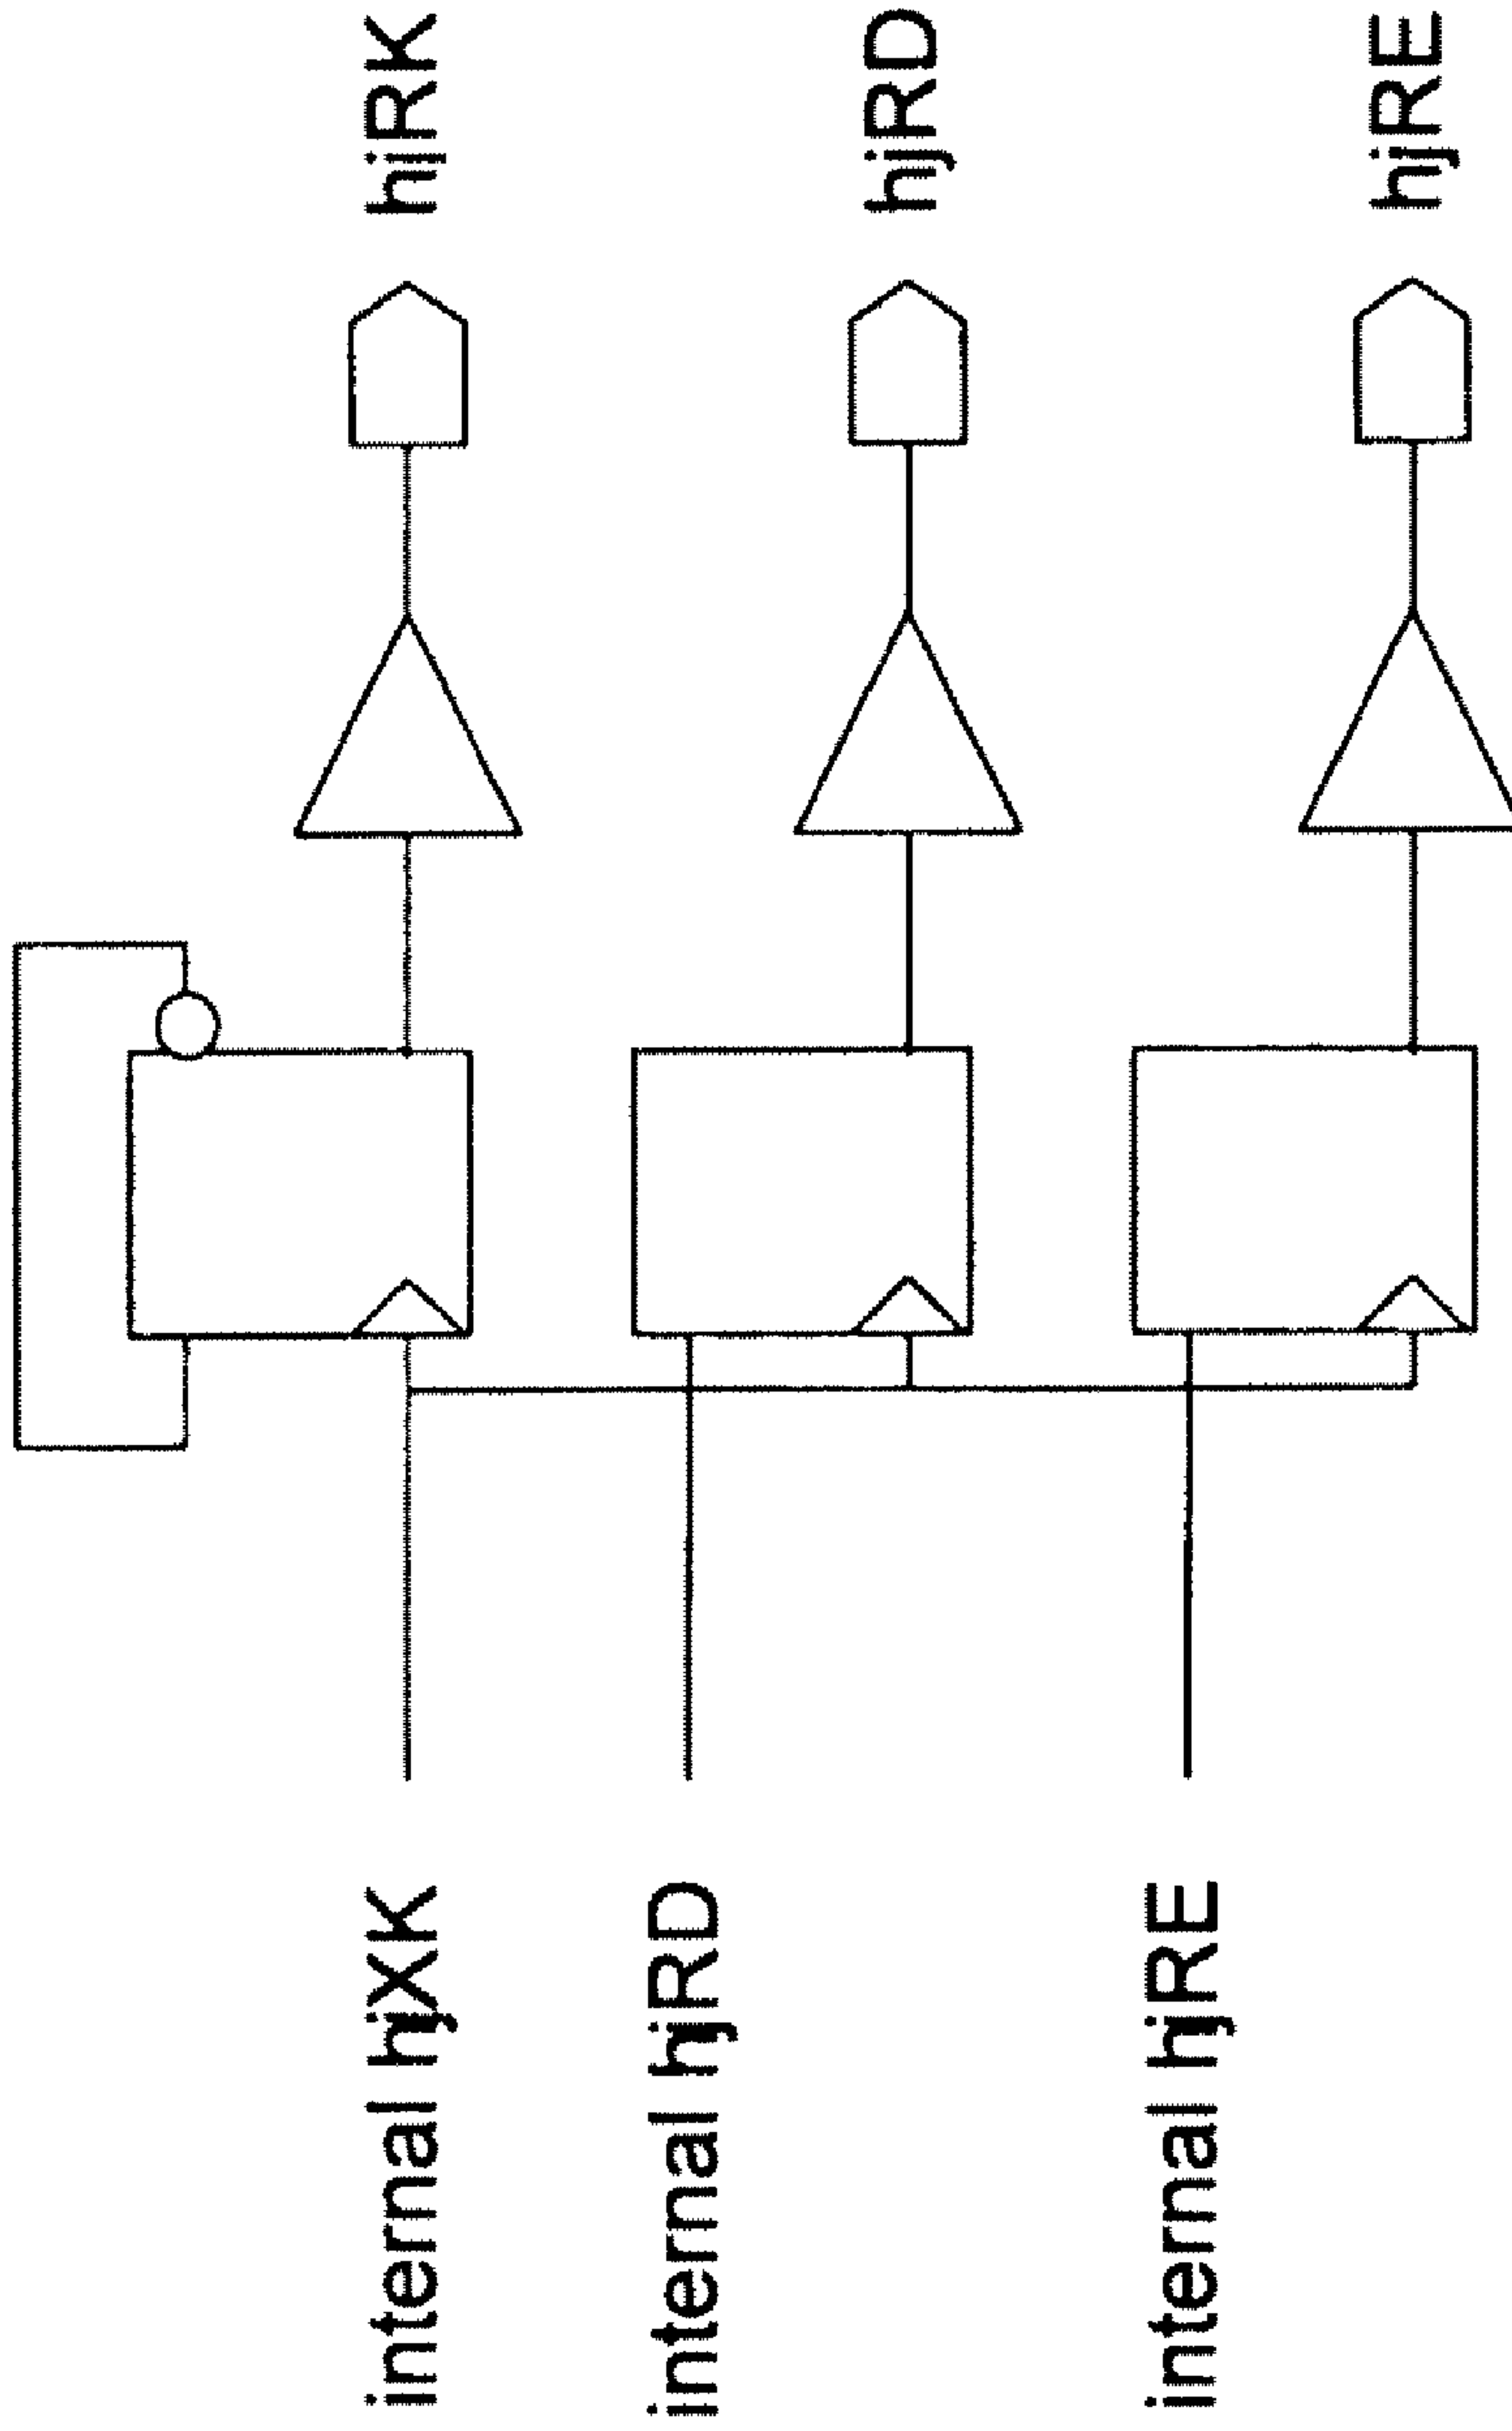 internal hjXK
hjRK
internal hjRD
hjRD
internal hjRE
hjRE